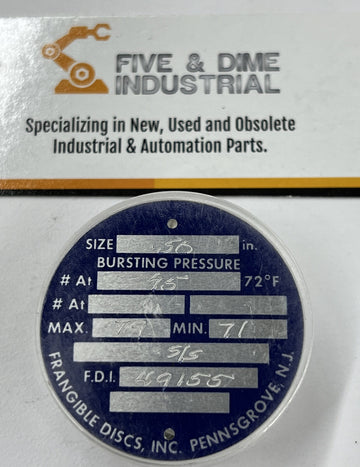 FIVE & DIME
INDUSTRIAL
Specializing in New, Used and Obsolete
Industrial & Automation Parts.
SIZE .50 in.
BURSTING PRESSURE
# At 75 72°F
# At
MAX. 79 MIN. 71
S/S
F.D.I. 49155
FRANGIBLE DISCS, INC. PENNSGROVE, N.J.